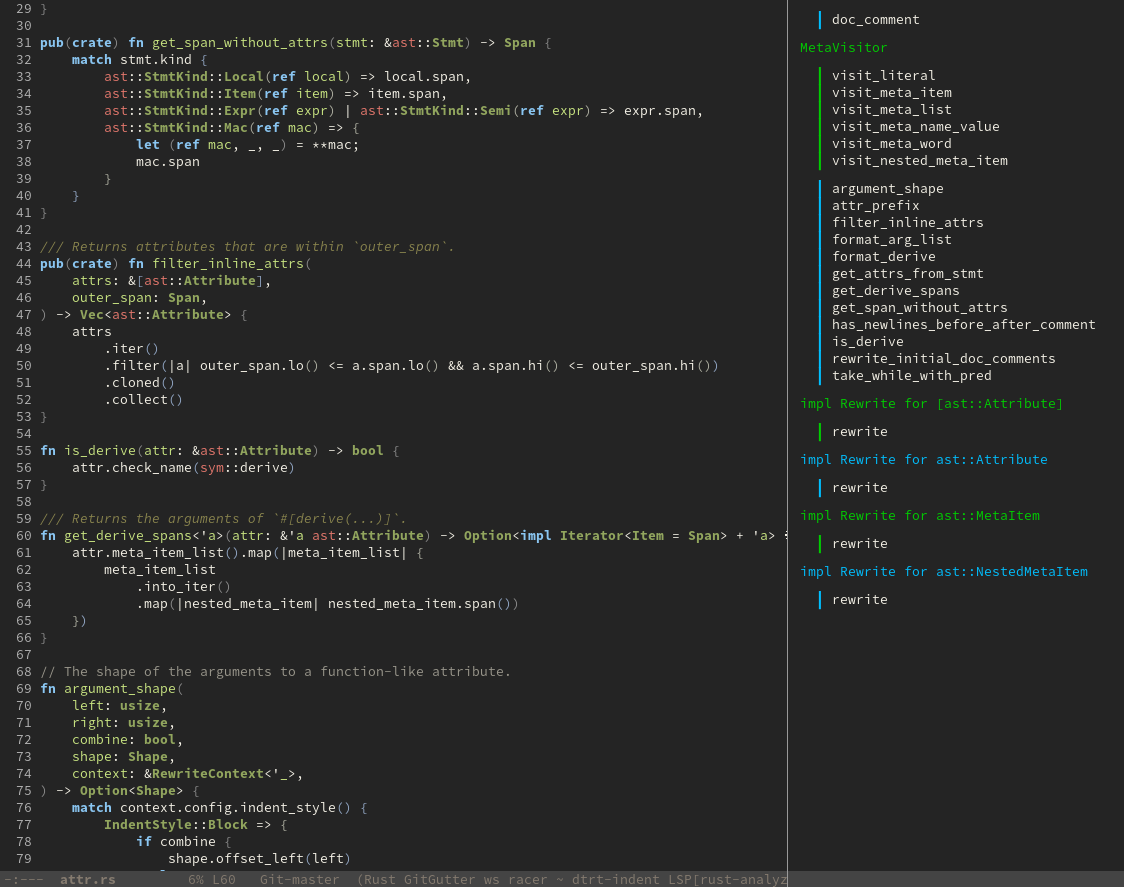 29 }
30
31 pub(crate) fn get_span_without_attrs(stmt: &ast::Stmt) -> Span {
32     match stmt.kind {
33         ast::StmtKind::Local(ref local) => local.span,
34         ast::StmtKind::Item(ref item) => item.span,
35         ast::StmtKind::Expr(ref expr) | ast::StmtKind::Semi(ref expr) => expr.span,
36         ast::StmtKind::Mac(ref mac) => {
37             let (ref mac, _, _) = **mac;
38             mac.span
39         }
40     }
41 }
42
43 /// Returns attributes that are within `outer_span`.
44 pub(crate) fn filter_inline_attrs(
45     attrs: &[ast::Attribute],
46     outer_span: Span,
47 ) -> Vec<ast::Attribute> {
48     attrs
49         .iter()
50         .filter(|a| outer_span.lo() <= a.span.lo() && a.span.hi() <= outer_span.hi())
51         .cloned()
52         .collect()
53 }
54
55 fn is_derive(attr: &ast::Attribute) -> bool {
56     attr.check_name(sym::derive)
57 }
58
59 /// Returns the arguments of `#[derive(...)]`.
60 fn get_derive_spans<'a>(attr: &'a ast::Attribute) -> Option<impl Iterator<Item = Span> + 'a>
61     attr.meta_item_list().map(|meta_item_list| {
62         meta_item_list
63             .into_iter()
64             .map(|nested_meta_item| nested_meta_item.span())
65     })
66 }
67
68 // The shape of the arguments to a function-like attribute.
69 fn argument_shape(
70     left: usize,
71     right: usize,
72     combine: bool,
73     shape: Shape,
74     context: &RewriteContext<'_>,
75 ) -> Option<Shape> {
76     match context.config.indent_style() {
77         IndentStyle::Block => {
78             if combine {
79                 shape.offset_left(left)
-:--- attr.rs 6% L60 Git-master (Rust GitGutter ws racer ~ dtrt-indent LSP[rust-analyz
doc_comment
MetaVisitor
visit_literal
visit_meta_item
visit_meta_list
visit_meta_name_value
visit_meta_word
visit_nested_meta_item
argument_shape
attr_prefix
filter_inline_attrs
format_arg_list
format_derive
get_attrs_from_stmt
get_derive_spans
get_span_without_attrs
has_newlines_before_after_comment
is_derive
rewrite_initial_doc_comments
take_while_with_pred
impl Rewrite for [ast::Attribute]
rewrite
impl Rewrite for ast::Attribute
rewrite
impl Rewrite for ast::MetaItem
rewrite
impl Rewrite for ast::NestedMetaItem
rewrite